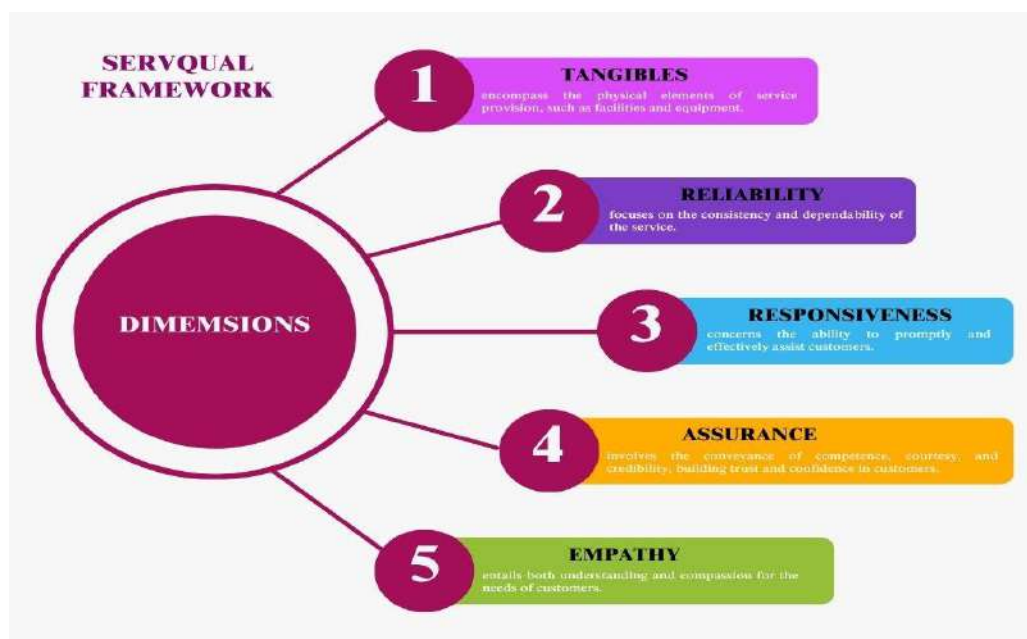 SERVQUAL
FRAMEWORK
DIMEMSIONS
1
TANGIBLES
encompass the physical elements of service
provision, such as facilities and equipment.
2
RELIABILITY
focuses on the consistency and dependability of
the service.
3
RESPONSIVENESS
concerns the ability to promptly and
effectively assist customers.
4
ASSURANCE
involves the conveyance of competence, courtesy, and
credibility, building trust and confidence in customers.
5
EMPATHY
entails both understanding and compassion for the
needs of customers.